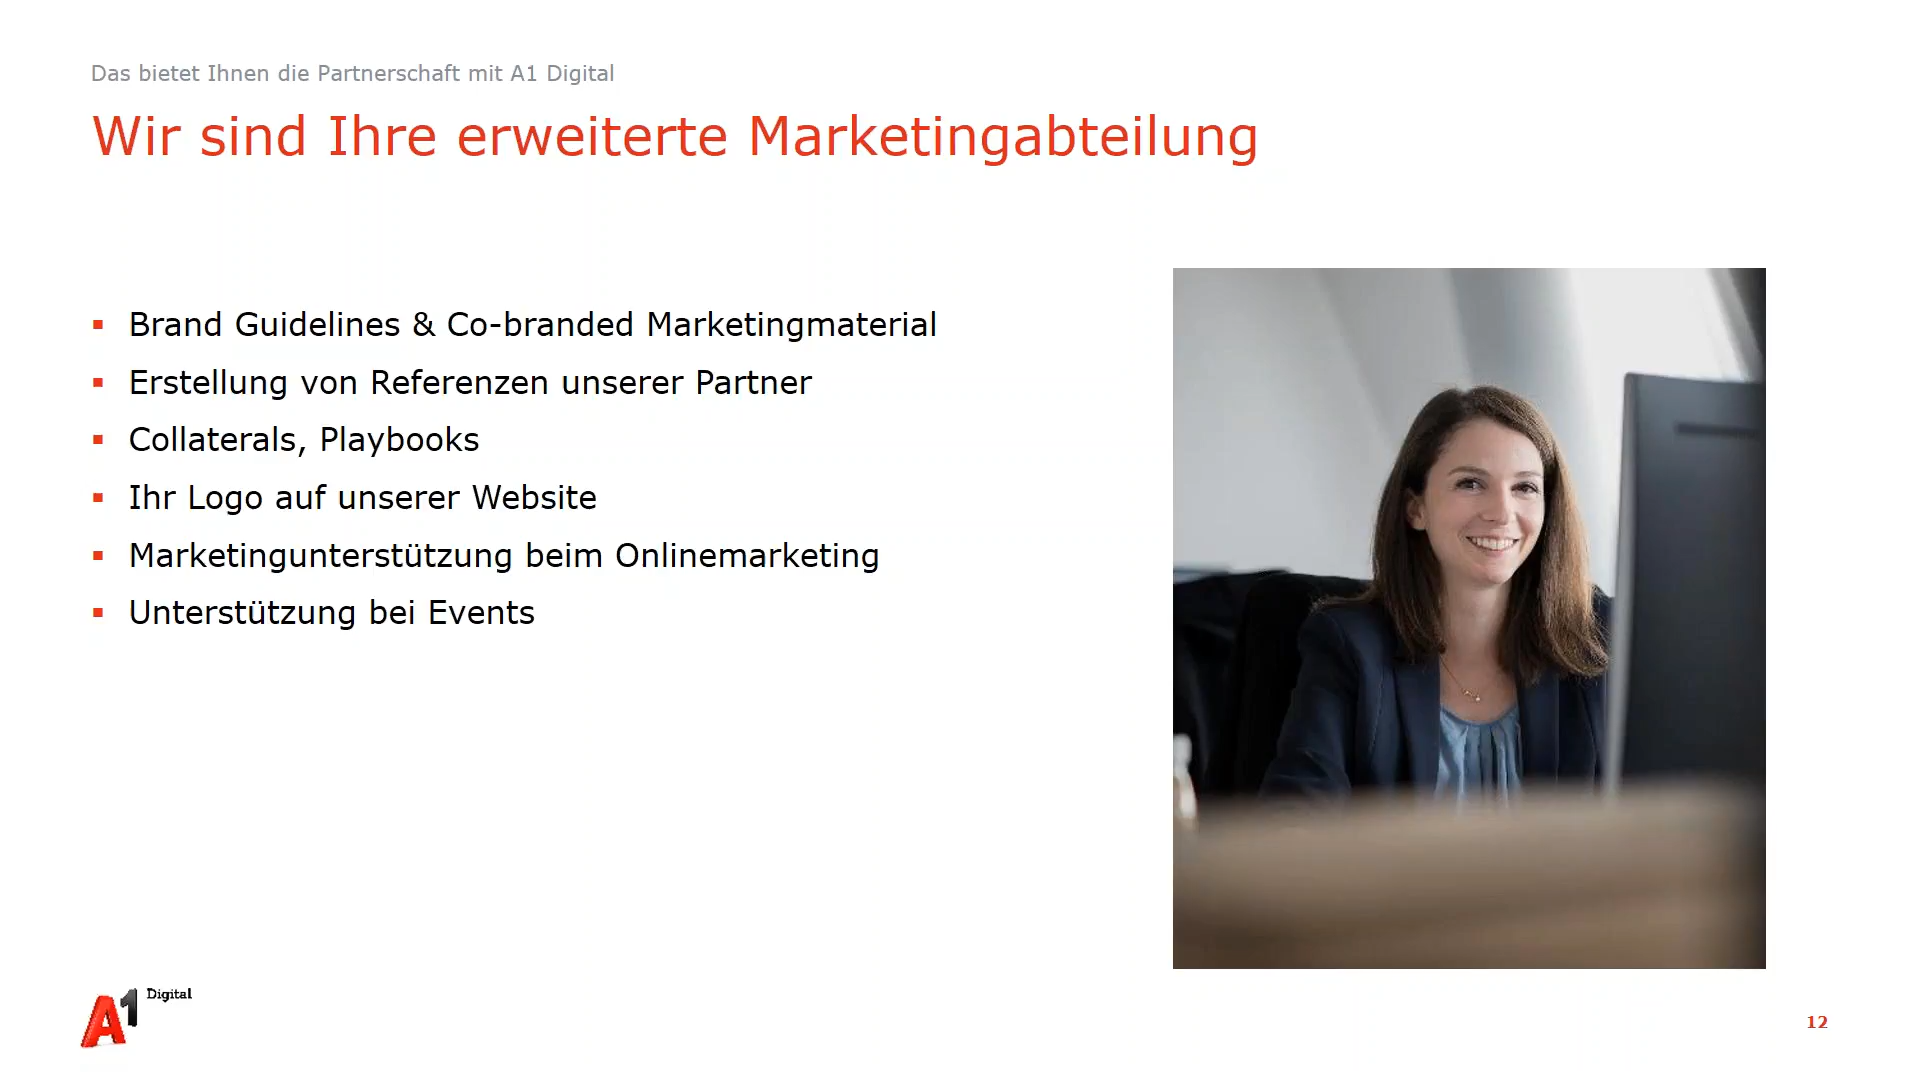 Das bietet Ihnen die Partnerschaft mit A1 Digital
Wir sind Ihre erweiterte Marketingabteilung
▪ Brand Guidelines & Co-branded Marketingmaterial
▪ Erstellung von Referenzen unserer Partner
▪ Collaterals, Playbooks
▪ Ihr Logo auf unserer Website
▪ Marketingunterstützung beim Onlinemarketing
▪ Unterstützung bei Events
A1 Digital
12